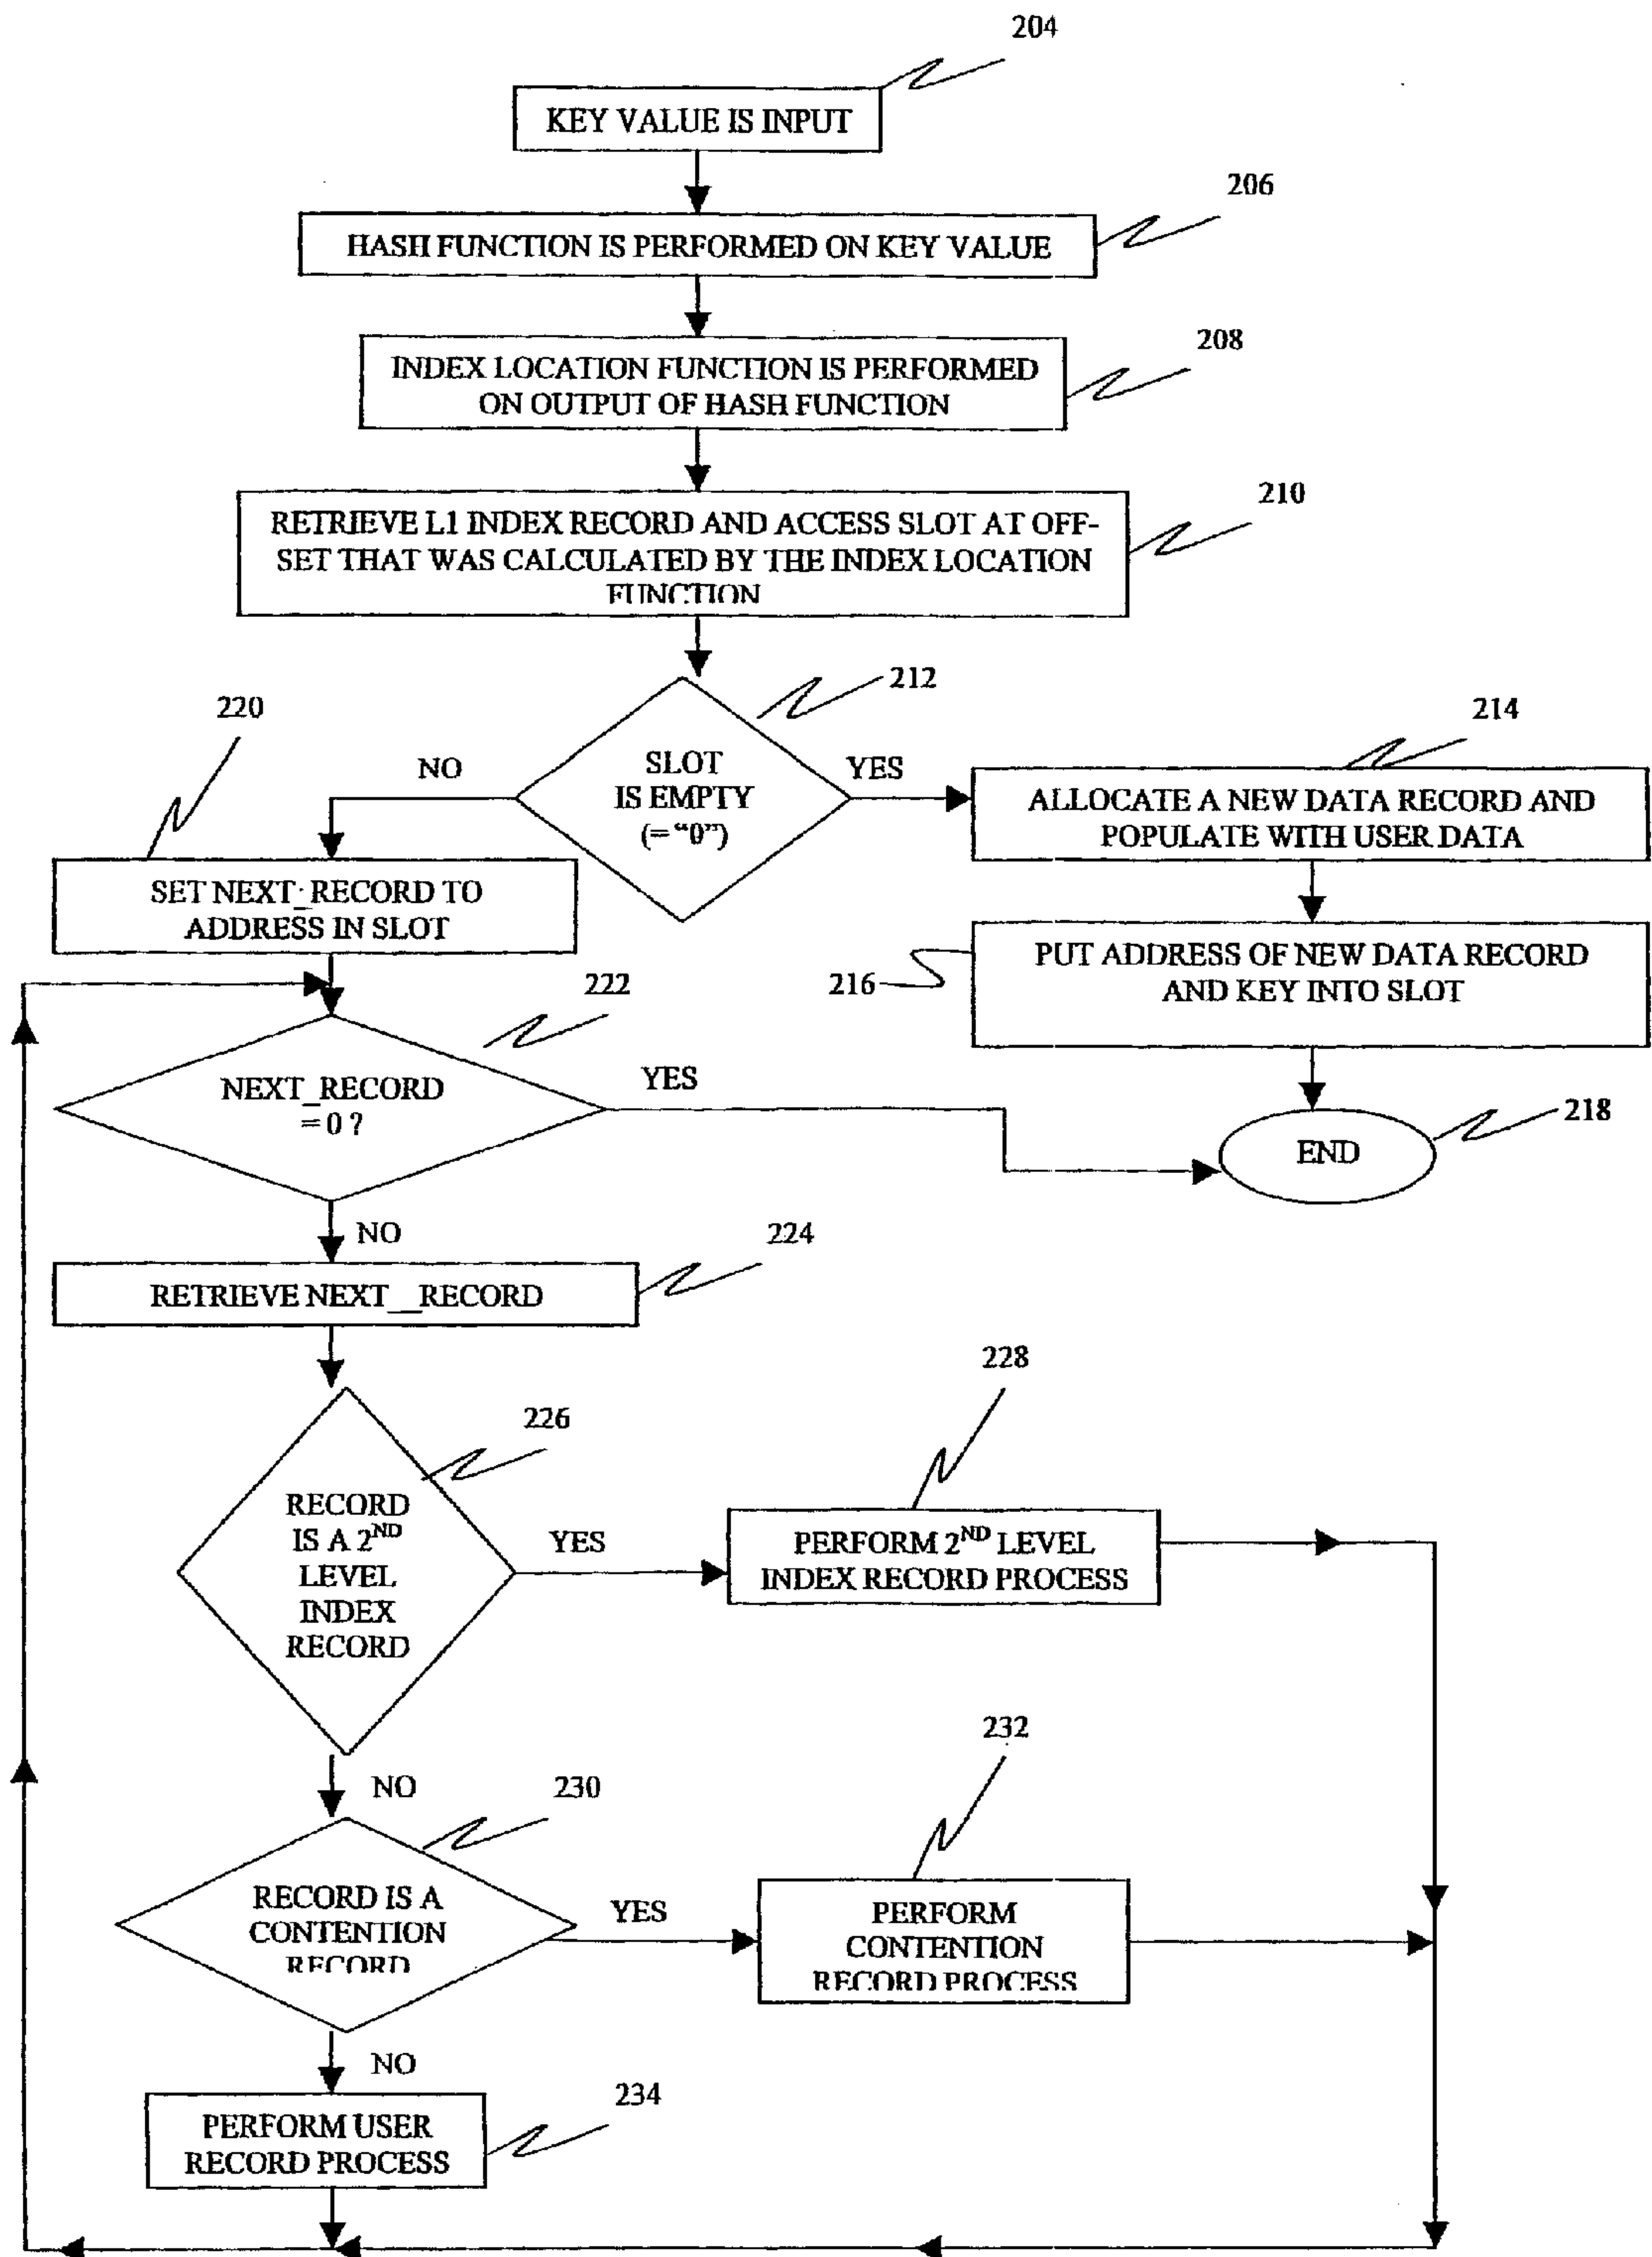 204
KEY VALUE IS INPUT
206
HASH FUNCTION IS PERFORMED ON KEY VALUE
208
INDEX LOCATION FUNCTION IS PERFORMED
ON OUTPUT OF HASH FUNCTION
210
RETRIEVE L1 INDEX RECORD AND ACCESS SLOT AT OFF-
SET THAT WAS CALCULATED BY THE INDEX LOCATION
FUNCTION
212
SLOT
IS EMPTY
(= “0”)
NO
YES
214
ALLOCATE A NEW DATA RECORD AND
POPULATE WITH USER DATA
216
PUT ADDRESS OF NEW DATA RECORD
AND KEY INTO SLOT
218
END
220
SET NEXT_RECORD TO
ADDRESS IN SLOT
222
NEXT_RECORD
= 0 ?
YES
NO
224
RETRIEVE NEXT__RECORD
226
RECORD
IS A 2ND
LEVEL
INDEX
RECORD
YES
228
PERFORM 2ND LEVEL
INDEX RECORD PROCESS
NO
230
RECORD IS A
CONTENTION
RECORD
YES
232
PERFORM
CONTENTION
RECORD PROCESS
NO
234
PERFORM USER
RECORD PROCESS